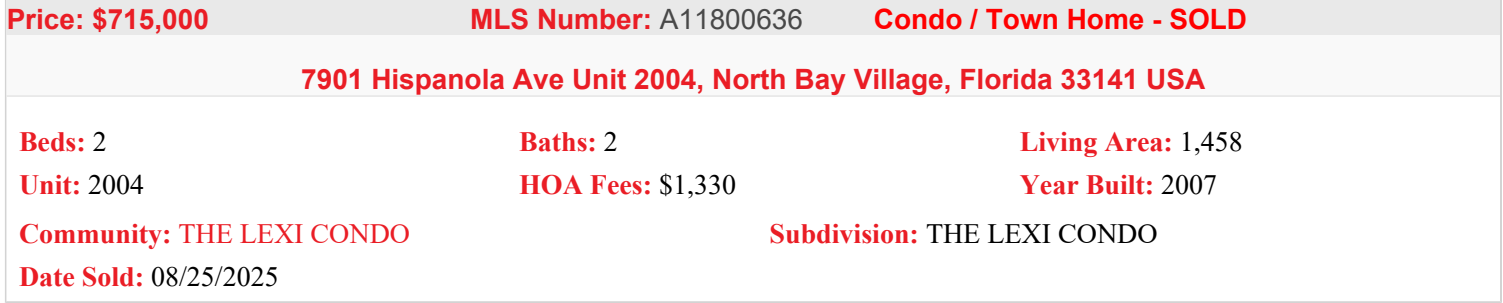 Price: $715,000 MLS Number: A11800636 Condo / Town Home - SOLD
7901 Hispanola Ave Unit 2004, North Bay Village, Florida 33141 USA
Beds: 2 Baths: 2 Living Area: 1,458
Unit: 2004 HOA Fees: $1,330 Year Built: 2007
Community: THE LEXI CONDO Subdivision: THE LEXI CONDO
Date Sold: 08/25/2025